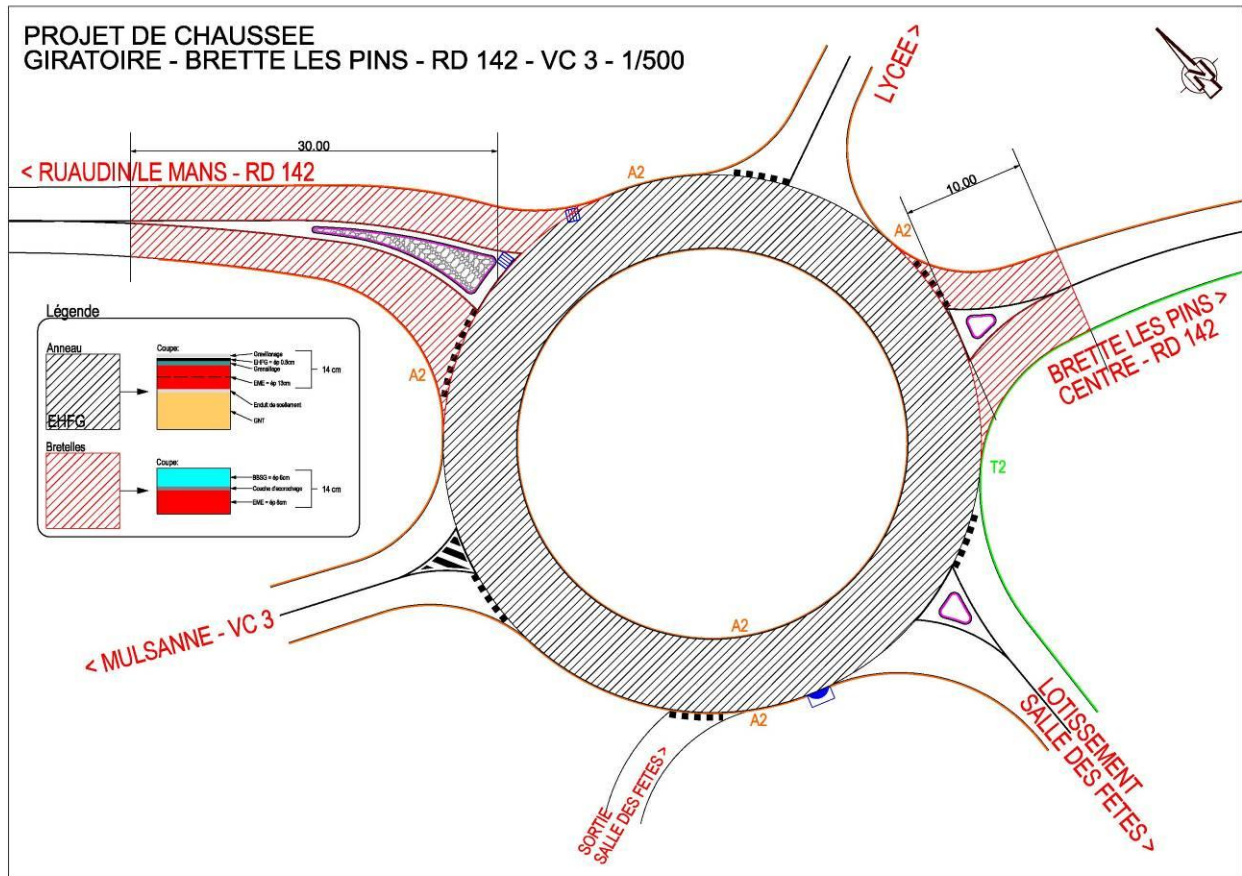 PROJET DE CHAUSSEE
GIRATOIRE - BRETTE LES PINS - RD 142 - VC 3 - 1/500
LYCEE >
N
30.00
< RUAUDIN/LE MANS - RD 142
A2
10.00
A2
BRETTE LES PINS >
CENTRE - RD 142
Légende
Anneau
Coupe:
Gravillonage
EHFG = ép 0.9cm
Grenaillage
EME = ép 13cm
14 cm
Enduit de scellement
GNT
EHFG
Bretelles
Coupe:
BBSG = ép 6cm
Couche d'accrochage
EME = ép 8cm
14 cm
A2
T2
< MULSANNE - VC 3
A2
A2
LOTISSEMENT
SALLE DES FETES >
SORTIE
SALLE DES FETES >